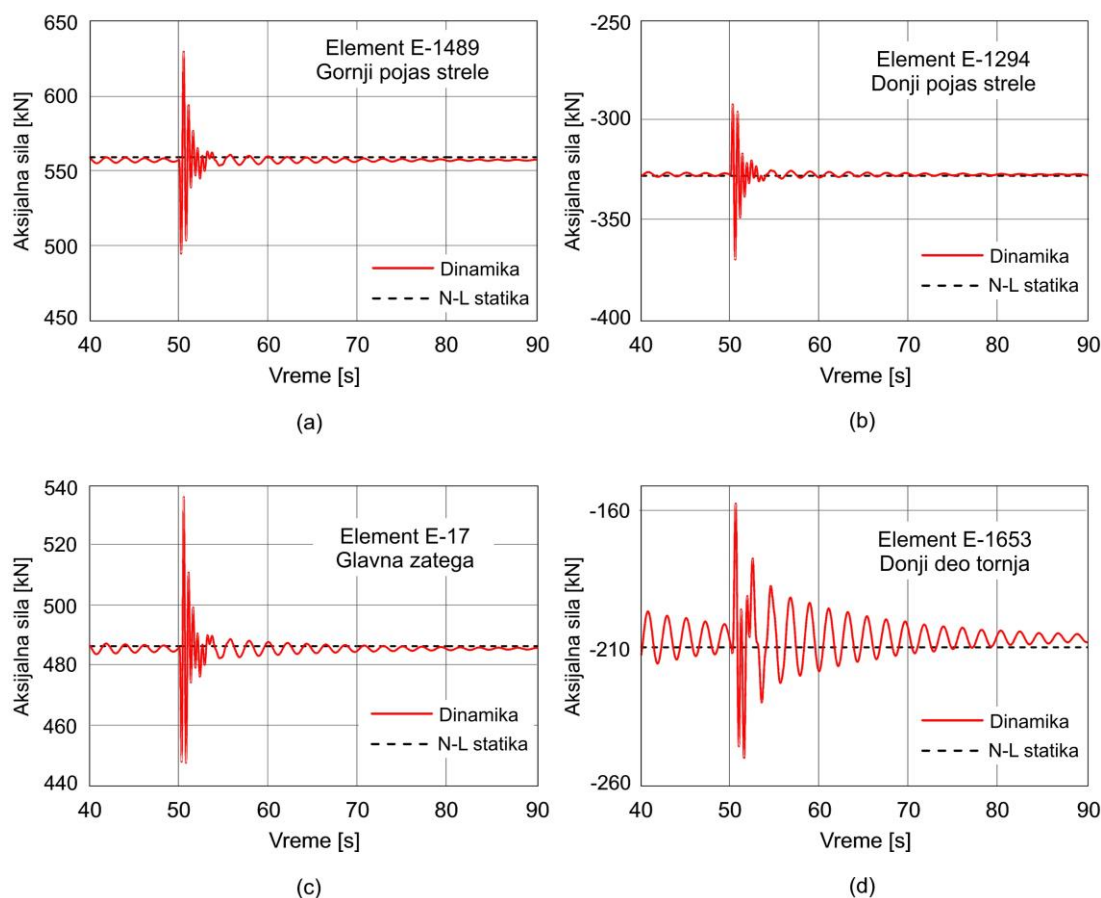 650
600
550
500
450
Aksijalna sila [kN]
Element E-1489
Gornji pojas strele
Dinamika
N-L statika
40 50 60 70 80 90
Vreme [s]
(a)
-250
-300
-350
-400
Aksijalna sila [kN]
Element E-1294
Donji pojas strele
Dinamika
N-L statika
40 50 60 70 80 90
Vreme [s]
(b)
540
520
500
480
460
440
Aksijalna sila [kN]
Element E-17
Glavna zatega
Dinamika
N-L statika
40 50 60 70 80 90
Vreme [s]
(c)
-160
-210
-260
Aksijalna sila [kN]
Element E-1653
Donji deo tornja
Dinamika
N-L statika
40 50 60 70 80 90
Vreme [s]
(d)